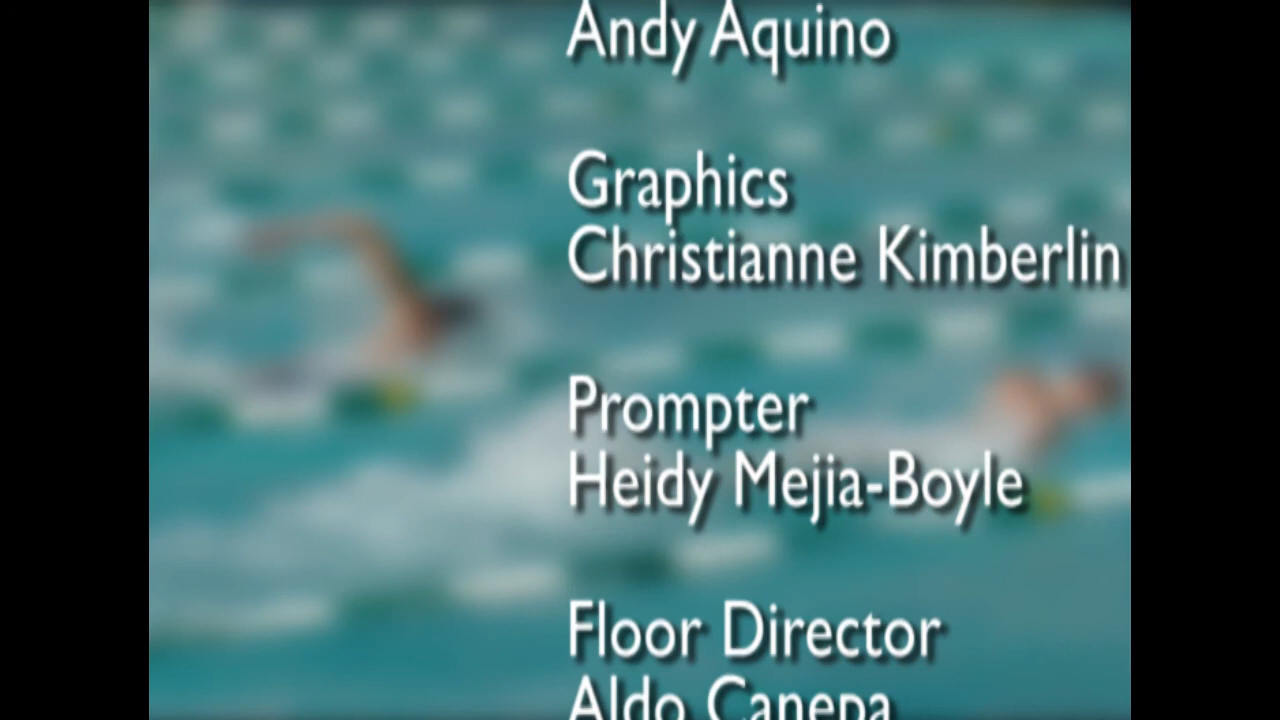 Andy Aquino
Graphics
Christianne Kimberlin
Prompter
Heidy Mejia-Boyle
Floor Director
Aldo Canepa